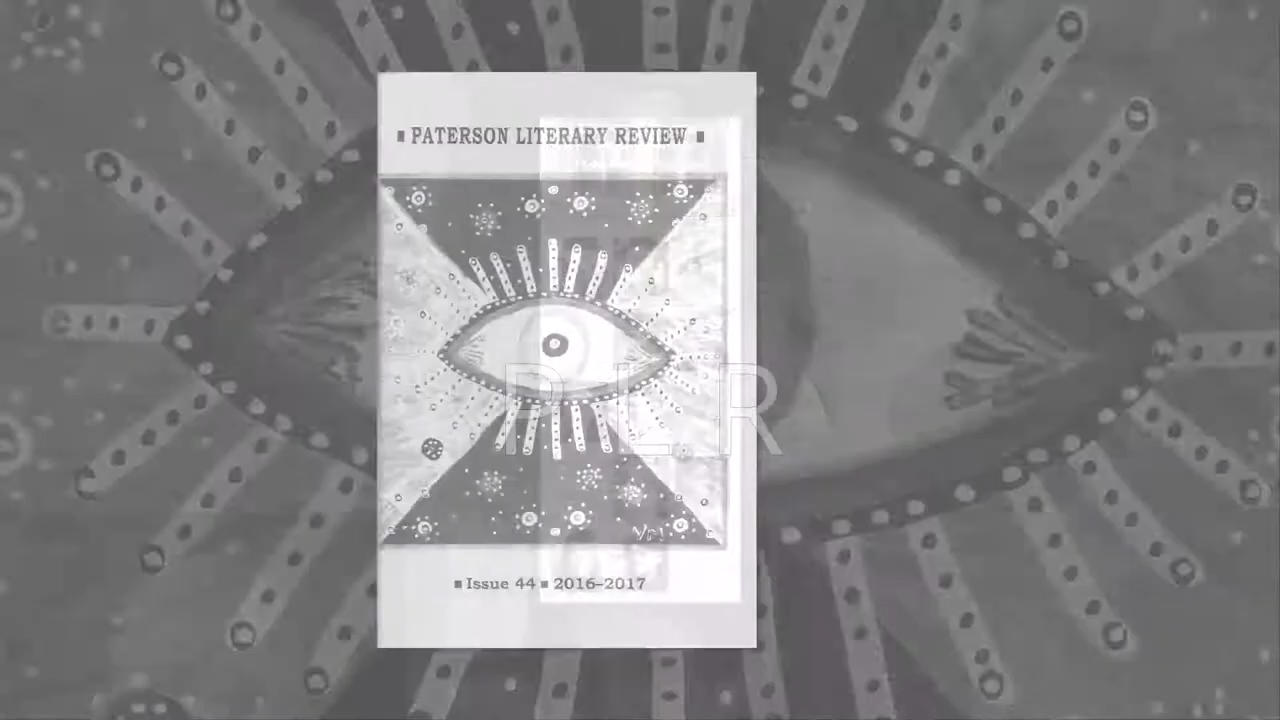 ▪ PATERSON LITERARY REVIEW ▪
P L R
▪ Issue 44 ▪ 2016–2017